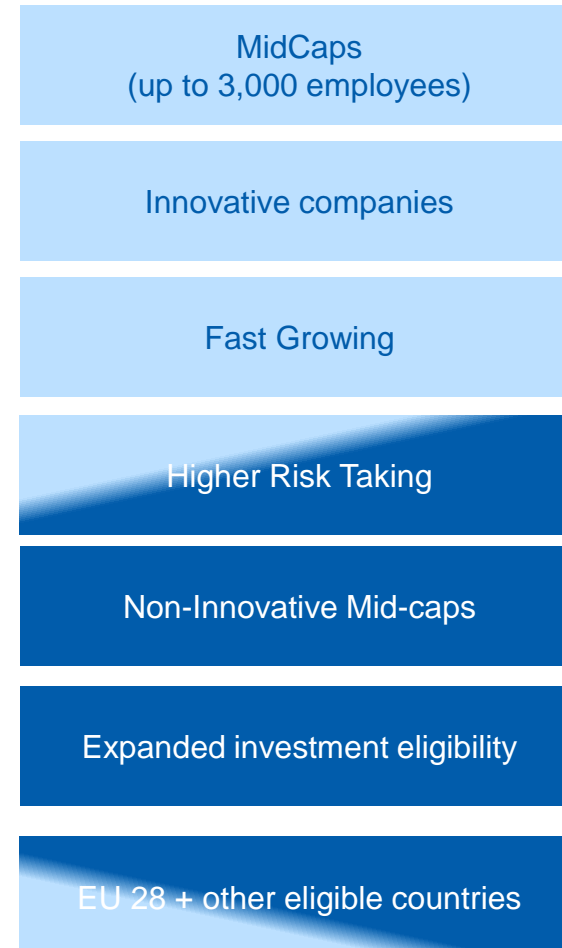 MidCaps
(up to 3,000 employees)
Innovative companies
Fast Growing
Higher Risk Taking
Non-Innovative Mid-caps
Expanded investment eligibility
EU 28 + other eligible countries